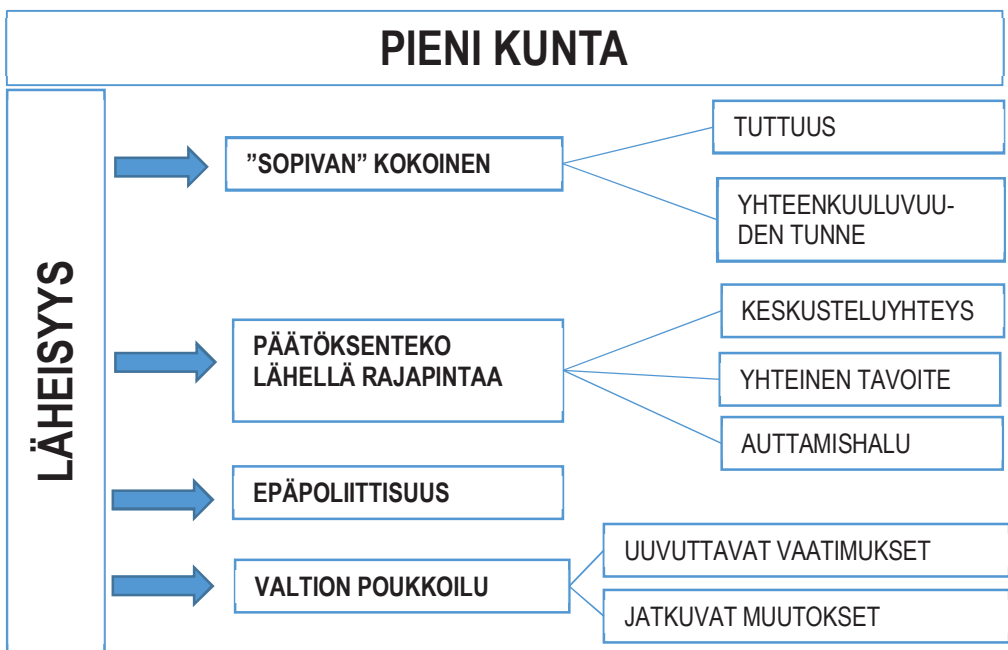 PIENI KUNTA
LÄHEISYYS
”SOPIVAN” KOKOINEN
TUTTUUS
YHTEENKUULUVUU-
DEN TUNNE
PÄÄTÖKSENTEKO
LÄHELLÄ RAJAPINTAA
KESKUSTELUYHTEYS
YHTEINEN TAVOITE
AUTTAMISHALU
EPÄPOLIITTISUUS
VALTION POUKKOILU
UUVUTTAVAT VAATIMUKSET
JATKUVAT MUUTOKSET